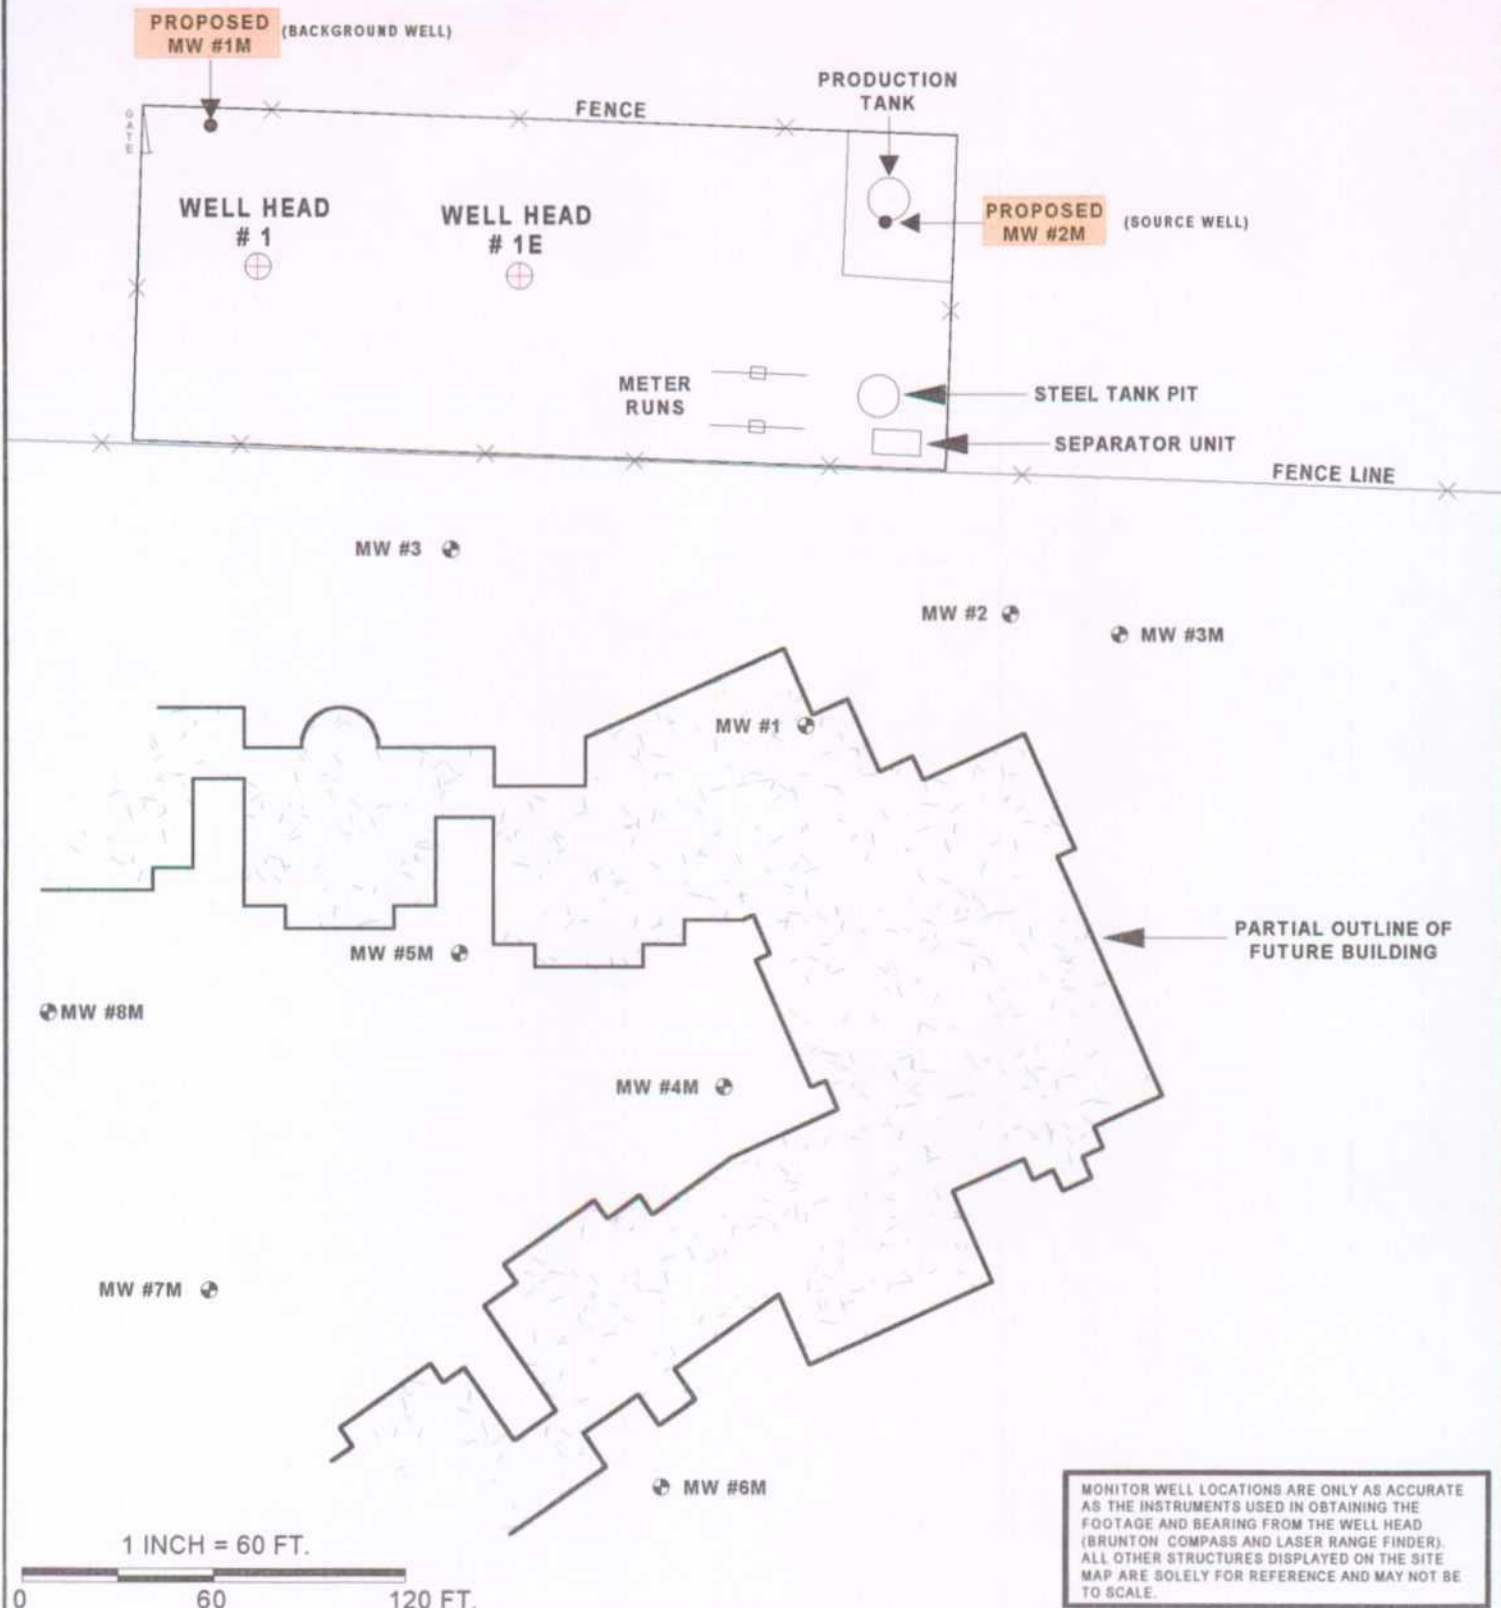 PROPOSED
MW #1M
(BACKGROUND WELL)
PRODUCTION
TANK
FENCE
GATE
WELL HEAD
# 1
WELL HEAD
# 1E
PROPOSED
MW #2M
(SOURCE WELL)
METER
RUNS
STEEL TANK PIT
SEPARATOR UNIT
FENCE LINE
MW #3
MW #2
MW #3M
MW #1
PARTIAL OUTLINE OF
FUTURE BUILDING
MW #5M
MW #8M
MW #4M
MW #7M
MW #6M
MONITOR WELL LOCATIONS ARE ONLY AS ACCURATE
AS THE INSTRUMENTS USED IN OBTAINING THE
FOOTAGE AND BEARING FROM THE WELL HEAD
(BRUNTON COMPASS AND LASER RANGE FINDER).
ALL OTHER STRUCTURES DISPLAYED ON THE SITE
MAP ARE SOLELY FOR REFERENCE AND MAY NOT BE
TO SCALE.
1 INCH = 60 FT.
0 60 120 FT.